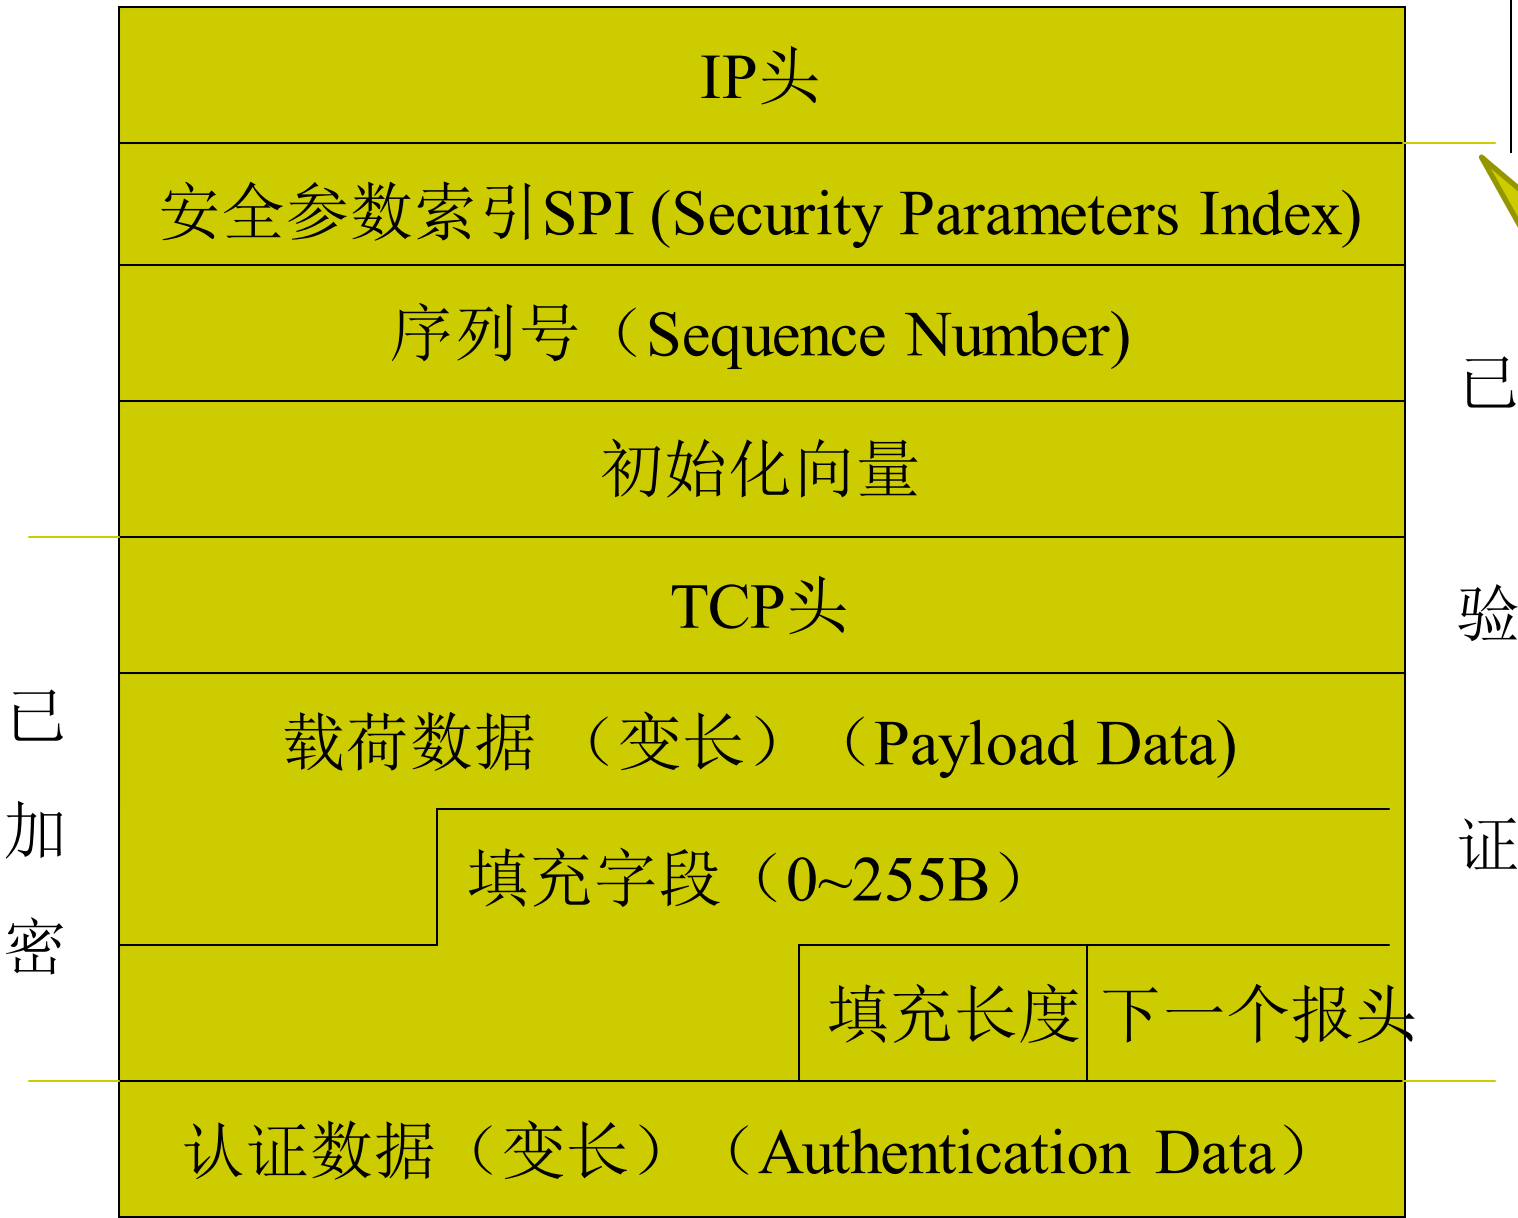 IP头
安全参数索引SPI (Security Parameters Index)
序列号（Sequence Number)
初始化向量
TCP头
载荷数据 （变长）（Payload Data)
填充字段（0~255B）
填充长度
下一个报头
认证数据（变长）（Authentication Data）
已
加
密
已
验
证